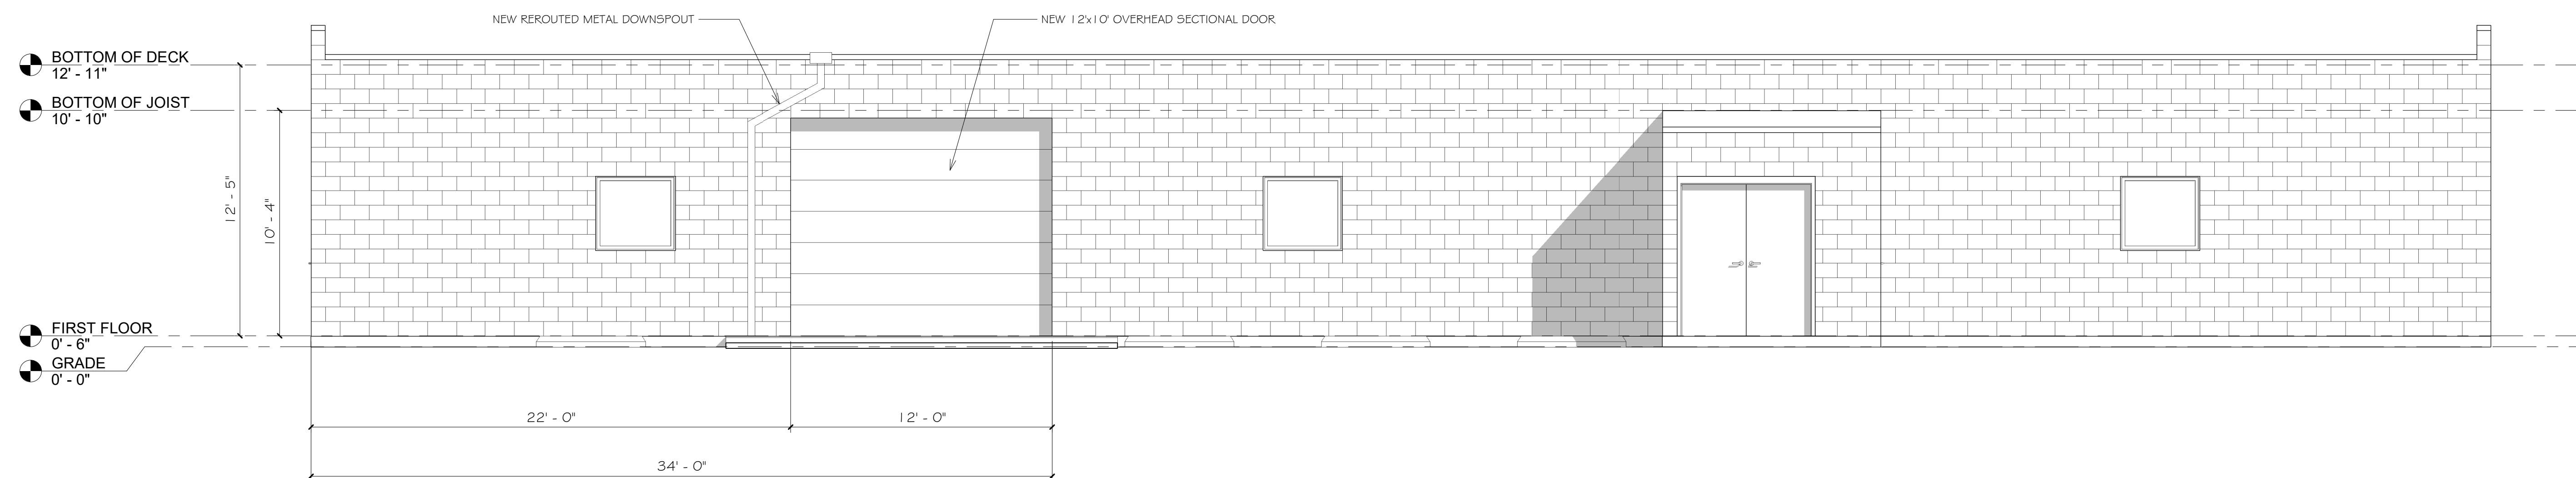 NEW REROUTED METAL DOWNSPOUT
NEW 12'x10' OVERHEAD SECTIONAL DOOR
BOTTOM OF DECK
12' - 11"
BOTTOM OF JOIST
10' - 10"
12' - 5"
10' - 4"
FIRST FLOOR
0' - 6"
GRADE
0' - 0"
22' - 0"
12' - 0"
34' - 0"